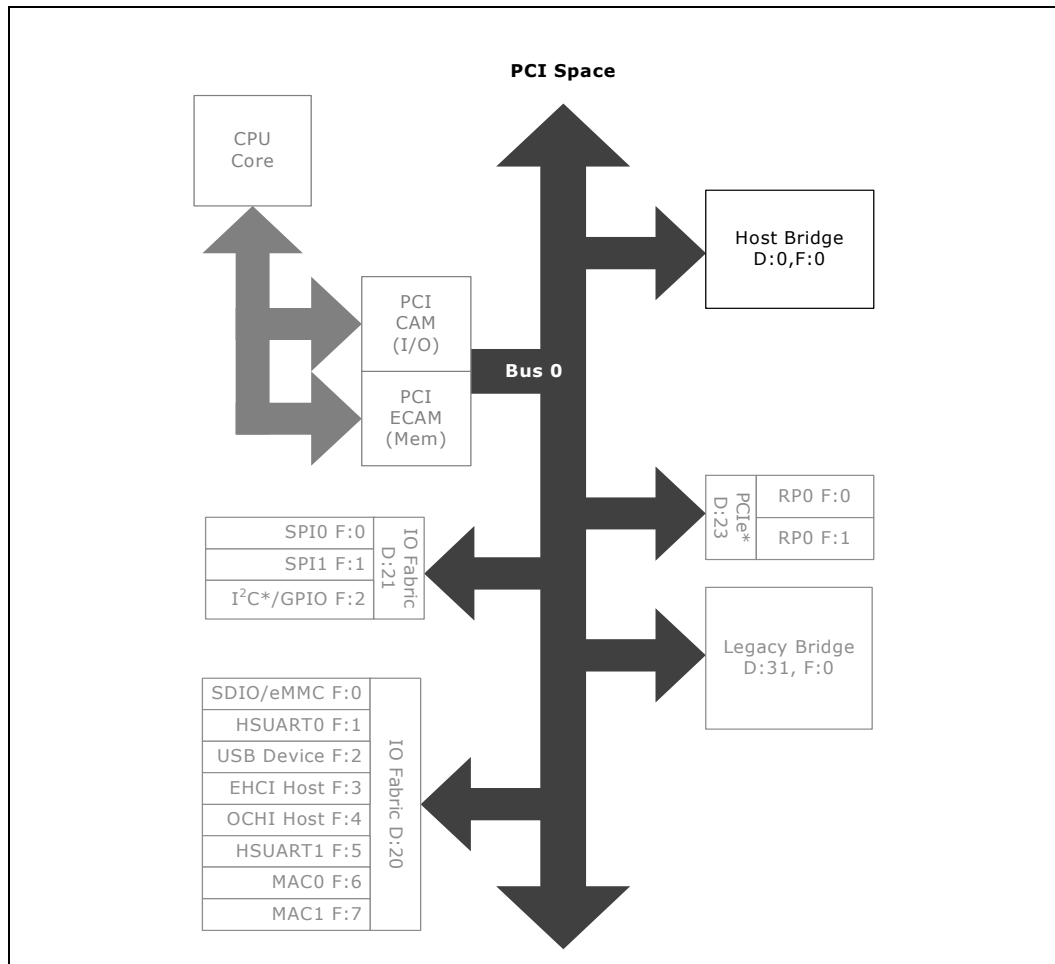 PCI Space
CPU
Core
Host Bridge
D:0,F:0
PCI
CAM
(I/O)
Bus 0
PCI
ECAM
(Mem)
PCIe*
D:23
RP0 F:0
RP0 F:1
SPI0 F:0
SPI1 F:1
I²C*/GPIO F:2
IO Fabric
D:21
Legacy Bridge
D:31, F:0
SDIO/eMMC F:0
HSUART0 F:1
USB Device F:2
EHCI Host F:3
OCHI Host F:4
HSUART1 F:5
MAC0 F:6
MAC1 F:7
IO Fabric D:20